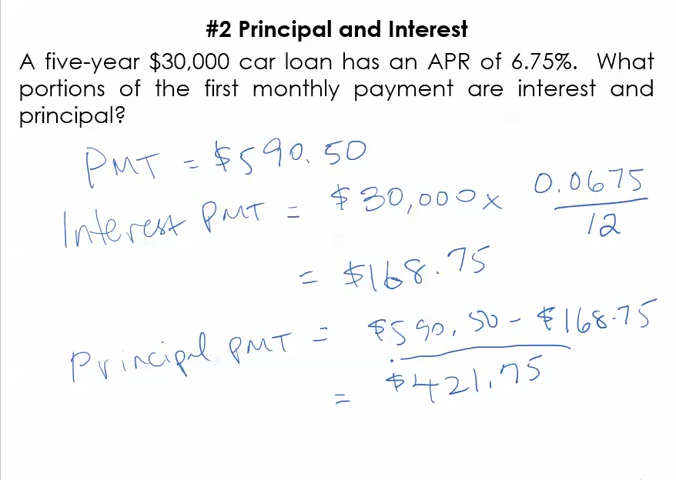 #2 Principal and Interest
A five-year $30,000 car loan has an APR of 6.75%. What
portions of the first monthly payment are interest and
principal?
PMT = $590.50
Interest PMT = $30,000 x 0.0675
12
= $168.75
Principal PMT = $590.50 - $168.75
= $421.75